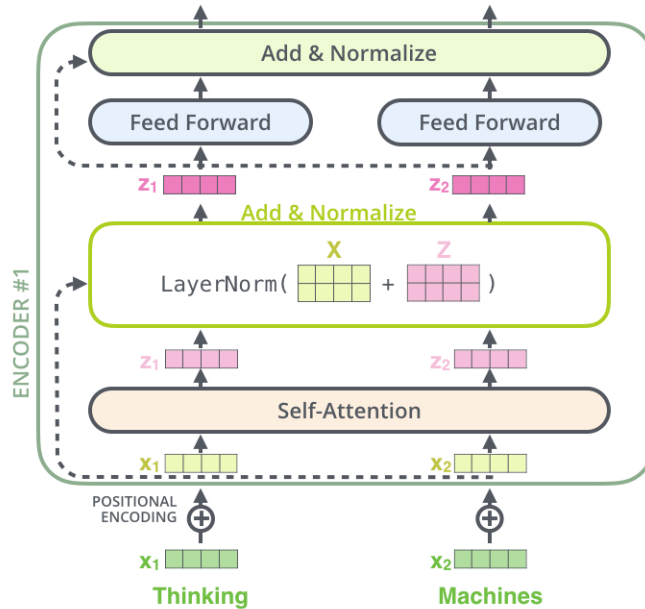 Add & Normalize
Feed Forward Feed Forward
z1 z2
Add & Normalize
X Z
LayerNorm( + )
ENCODER #1
z1 z2
Self-Attention
x1 x2
POSITIONAL
ENCODING
x1 x2
Thinking Machines